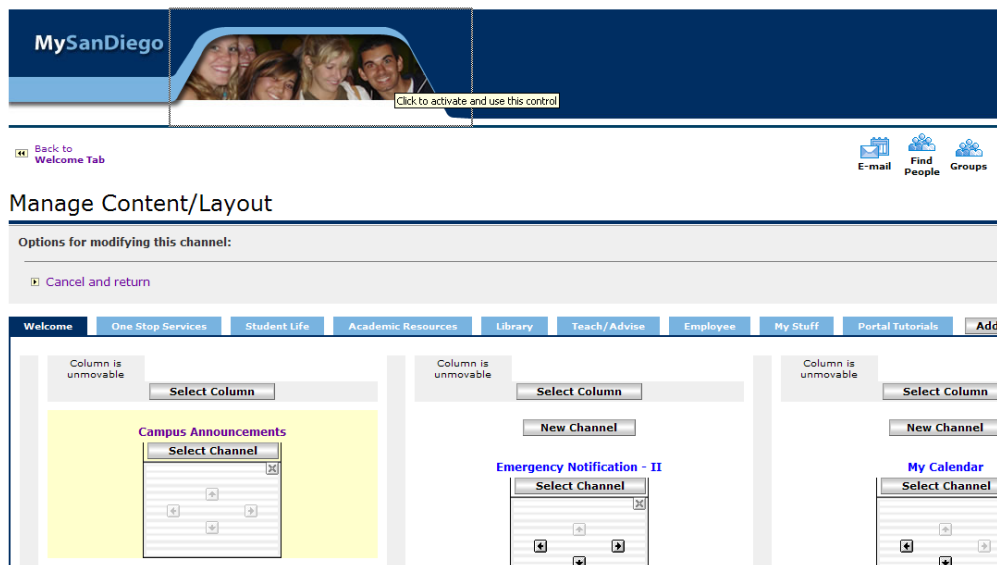 MySanDiego
Click to activate and use this control
Back to
Welcome Tab
E-mail
Find
People
Groups
Manage Content/Layout
Options for modifying this channel:
Cancel and return
Welcome
One Stop Services
Student Life
Academic Resources
Library
Teach/Advise
Employee
My Stuff
Portal Tutorials
Add
Column is
unmovable
Select Column
Campus Announcements
Select Channel
Column is
unmovable
Select Column
New Channel
Emergency Notification - II
Select Channel
Column is
unmovable
Select Column
New Channel
My Calendar
Select Channel